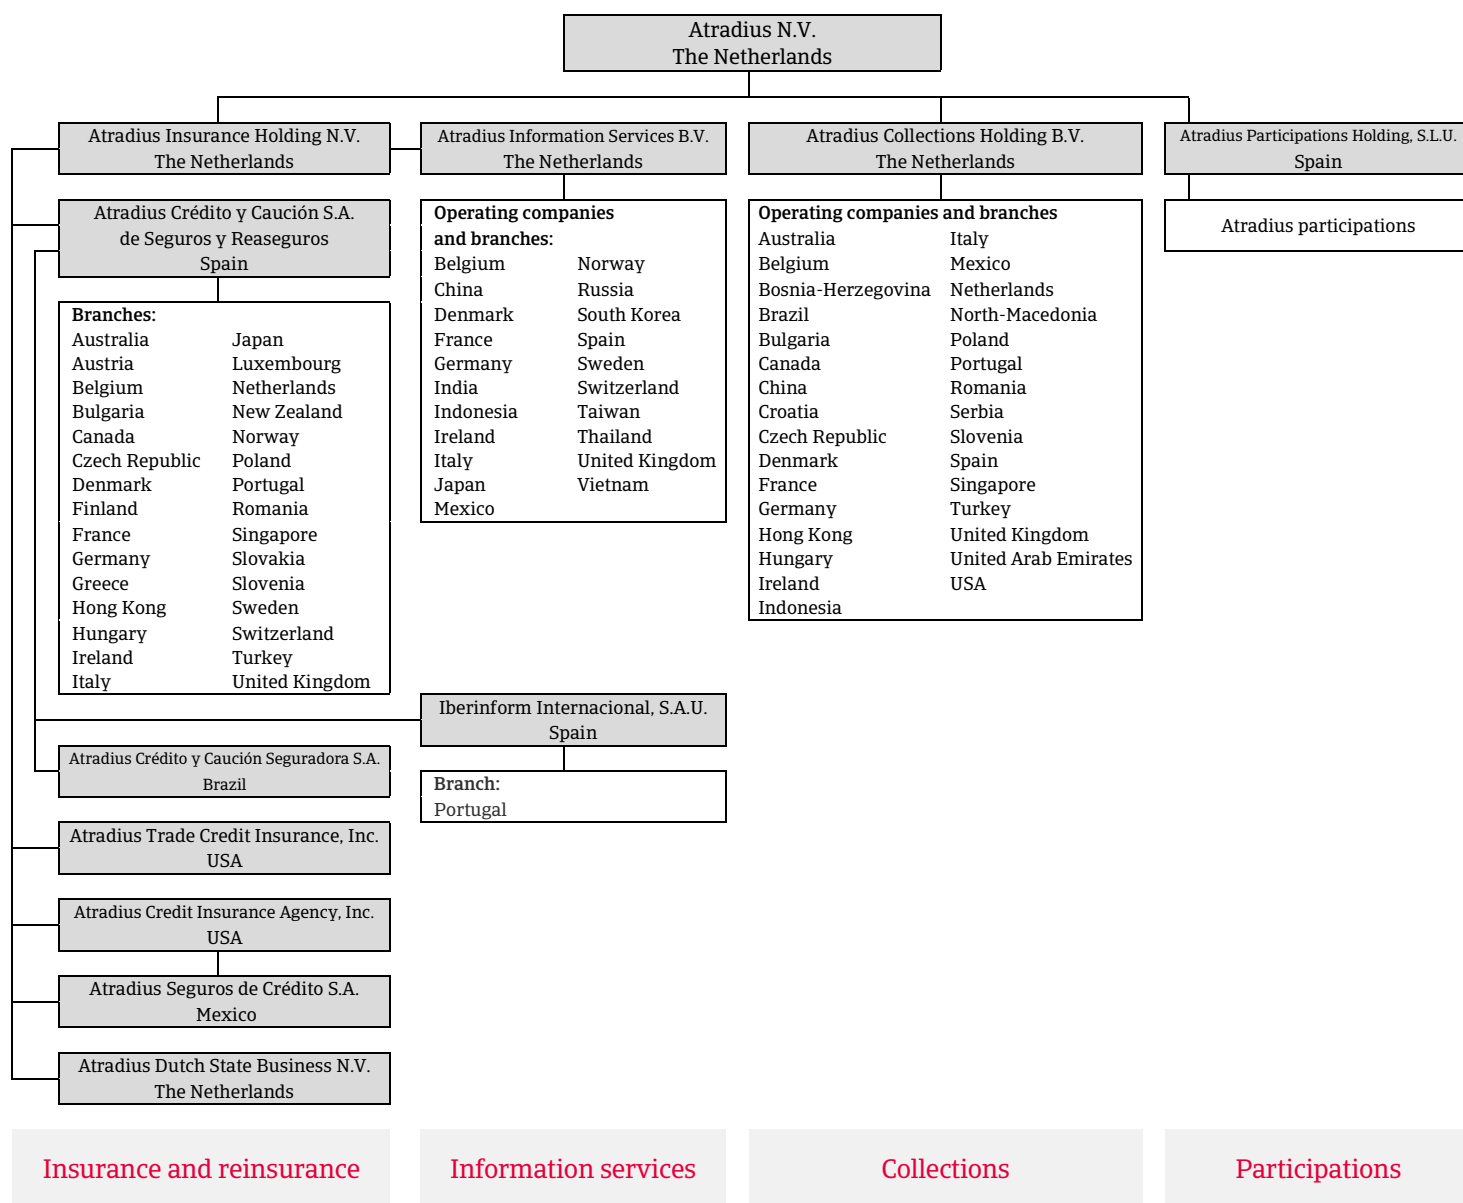 Atradius N.V.
The Netherlands
Atradius Insurance Holding N.V.
The Netherlands
Atradius Information Services B.V.
The Netherlands
Atradius Collections Holding B.V.
The Netherlands
Atradius Participations Holding, S.L.U.
Spain
Atradius Crédito y Caución S.A.
de Seguros y Reaseguros
Spain
Branches:
Australia
Austria
Belgium
Bulgaria
Canada
Czech Republic
Denmark
Finland
France
Germany
Greece
Hong Kong
Hungary
Ireland
Italy
Japan
Luxembourg
Netherlands
New Zealand
Norway
Poland
Portugal
Romania
Singapore
Slovakia
Slovenia
Sweden
Switzerland
Turkey
United Kingdom
Operating companies
and branches:
Belgium
China
Denmark
France
Germany
India
Indonesia
Ireland
Italy
Japan
Mexico
Norway
Russia
South Korea
Spain
Sweden
Switzerland
Taiwan
Thailand
United Kingdom
Vietnam
Operating companies and branches
Australia
Belgium
Bosnia-Herzegovina
Brazil
Bulgaria
Canada
China
Croatia
Czech Republic
Denmark
France
Germany
Hong Kong
Hungary
Ireland
Indonesia
Italy
Mexico
Netherlands
North-Macedonia
Poland
Portugal
Romania
Serbia
Slovenia
Spain
Singapore
Turkey
United Kingdom
United Arab Emirates
USA
Atradius participations
Iberinform Internacional, S.A.U.
Spain
Branch:
Portugal
Atradius Crédito y Caución Seguradora S.A.
Brazil
Atradius Trade Credit Insurance, Inc.
USA
Atradius Credit Insurance Agency, Inc.
USA
Atradius Seguros de Crédito S.A.
Mexico
Atradius Dutch State Business N.V.
The Netherlands
Insurance and reinsurance
Information services
Collections
Participations